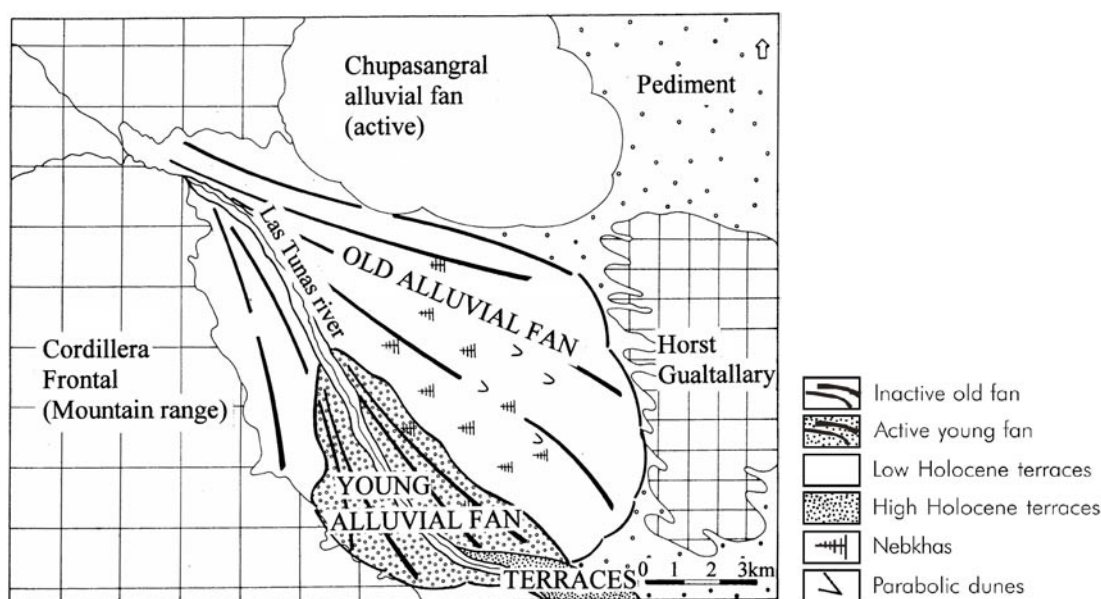 Chupasangral
alluvial fan
(active)
Pediment
Las Tunas river
OLD ALLUVIAL FAN
Cordillera
Frontal
(Mountain range)
Horst
Gualtallary
YOUNG
ALLUVIAL FAN
TERRACES
0 1 2 3km
Inactive old fan
Active young fan
Low Holocene terraces
High Holocene terraces
Nebkhas
Parabolic dunes